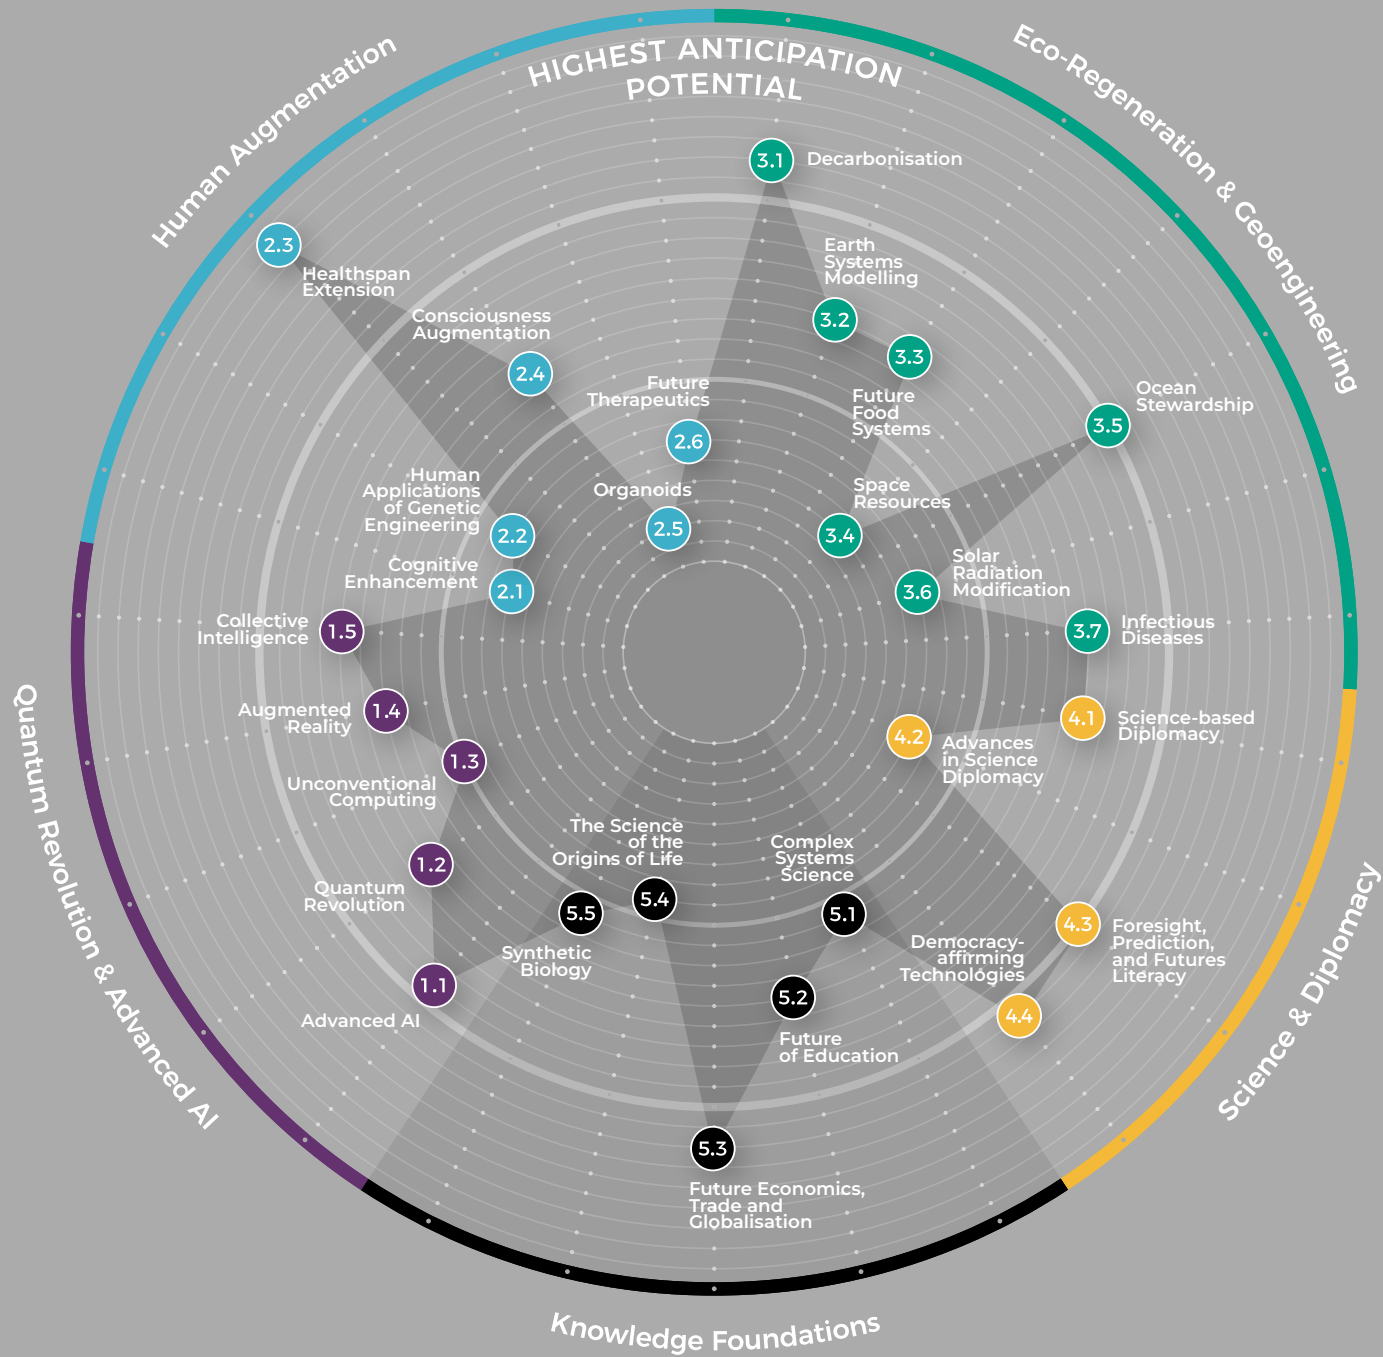 HIGHEST ANTICIPATION
POTENTIAL
Human Augmentation
Eco-Regeneration & Geoengineering
3.1
Decarbonisation
2.3
Healthspan
Extension
Earth
Systems
Modelling
3.2
3.3
Future
Food
Systems
Consciousness
Augmentation
2.4
Future
Therapeutics
2.6
Ocean
Stewardship
3.5
Human
Applications
of Genetic
Engineering
2.2
Organoids
2.5
Space
Resources
3.4
Cognitive
Enhancement
2.1
Solar
Radiation
Modification
3.6
Collective
Intelligence
1.5
3.7
Infectious
Diseases
Augmented
Reality
1.4
4.1
Science-based
Diplomacy
1.3
Unconventional
Computing
4.2
Advances
in Science
Diplomacy
1.2
Quantum
Revolution
The Science
of the
Origins of Life
5.4
Complex
Systems
Science
5.1
5.5
Synthetic
Biology
4.3
Foresight,
Prediction,
and Futures
Literacy
Democracy-
affirming
Technologies
4.4
1.1
Advanced AI
5.2
Future
of Education
5.3
Future Economics,
Trade and
Globalisation
Quantum Revolution & Advanced AI
Science & Diplomacy
Knowledge Foundations